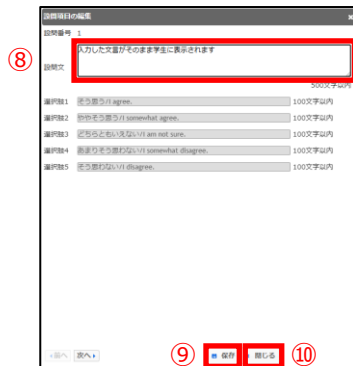 設問項目の編集 ×
設問番号 1
⑧
入力した文言がそのまま学生に表示されます
設問文
500文字以内
選択肢1 そう思う/I agree. 100文字以内
選択肢2 ややそう思う/I somewhat agree. 100文字以内
選択肢3 どちらともいえない/I am not sure. 100文字以内
選択肢4 あまりそう思わない/I somewhat disagree. 100文字以内
選択肢5 そう思わない/I disagree. 100文字以内
前へ 次へ ⑨ 保存 閉じる ⑩